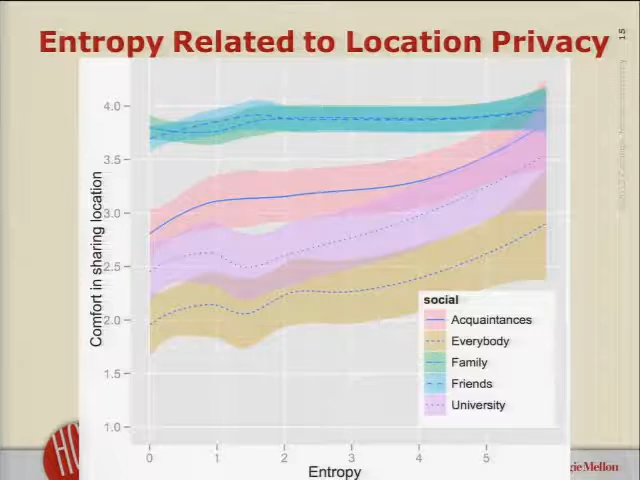 Entropy Related to Location Privacy
15
Comfort in sharing location
4.0
3.5
3.0
2.5
2.0
1.5
1.0
social
Acquaintances
Everybody
Family
Friends
University
0 1 2 3 4 5
Entropy
gieMellon